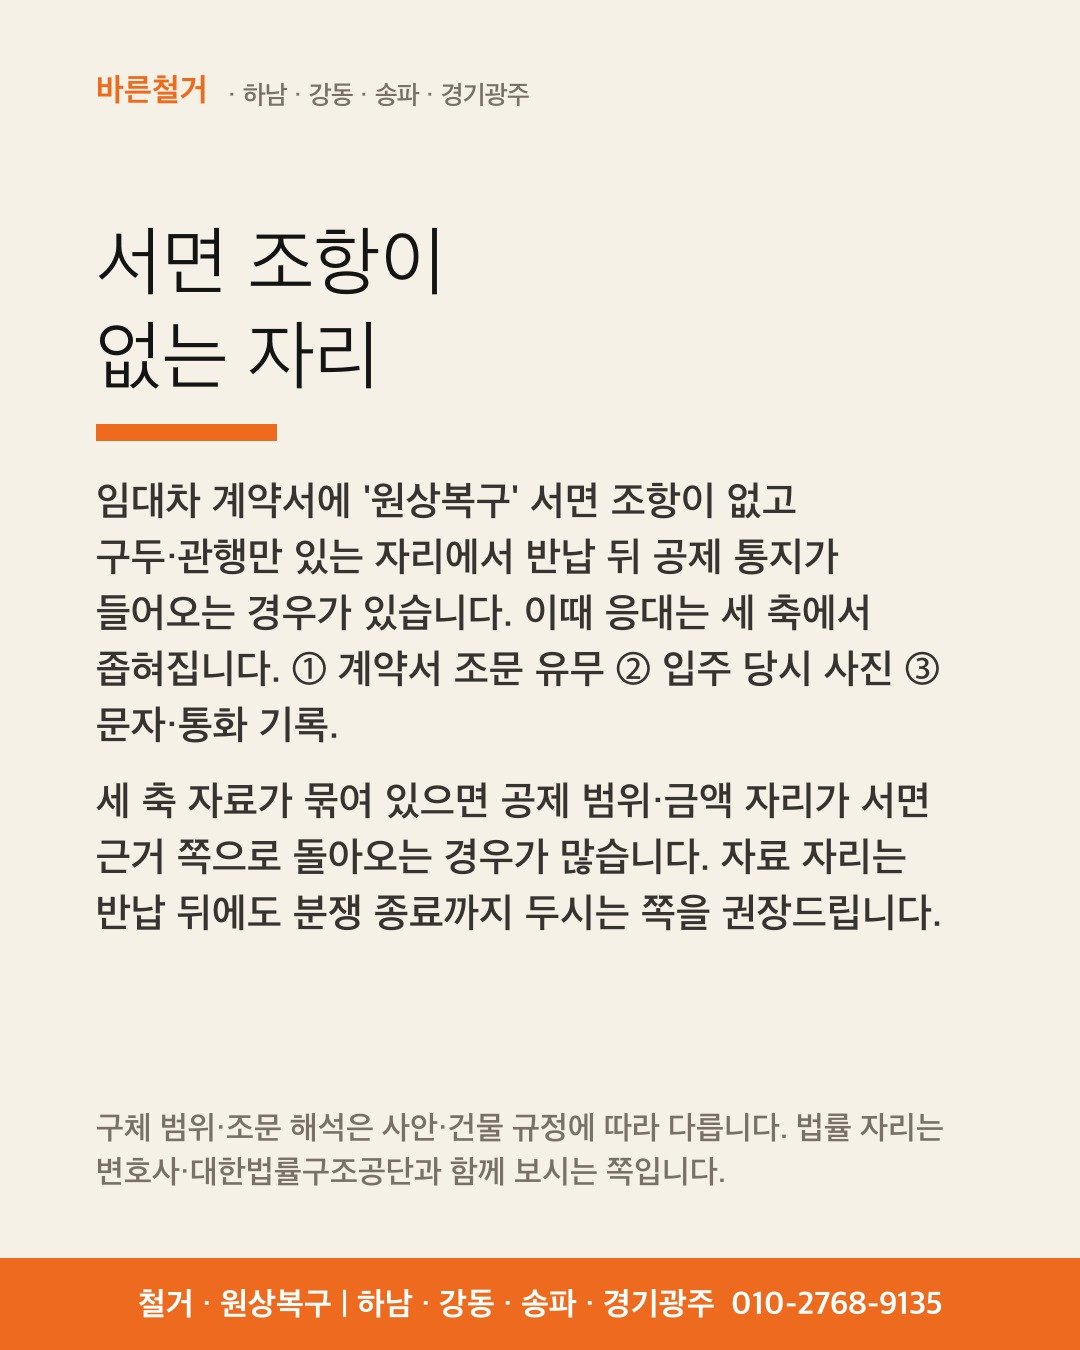 바른철거 · 하남 · 강동 · 송파 · 경기광주
서면 조항이
없는 자리
임대차 계약서에 '원상복구' 서면 조항이 없고
구두·관행만 있는 자리에서 반납 뒤 공제 통지가
들어오는 경우가 있습니다. 이때 응대는 세 축에서
좁혀집니다. ① 계약서 조문 유무 ② 입주 당시 사진 ③
문자·통화 기록.
세 축 자료가 묶여 있으면 공제 범위·금액 자리가 서면
근거 쪽으로 돌아오는 경우가 많습니다. 자료 자리는
반납 뒤에도 분쟁 종료까지 두시는 쪽을 권장드립니다.
구체 범위·조문 해석은 사안·건물 규정에 따라 다릅니다. 법률 자리는
변호사·대한법률구조공단과 함께 보시는 쪽입니다.
철거 · 원상복구 | 하남 · 강동 · 송파 · 경기광주 010-2768-9135